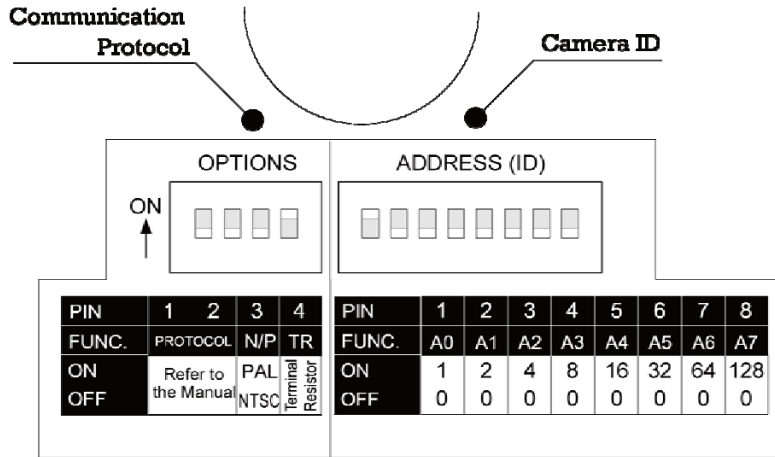 Communication
Protocol
Camera ID
OPTIONS
ADDRESS (ID)
ON
PIN 1 2 3 4
FUNC. PROTOCOL N/P TR
ON Refer to the Manual PAL Terminal Resistor
OFF NTSC
PIN 1 2 3 4 5 6 7 8
FUNC. A0 A1 A2 A3 A4 A5 A6 A7
ON 1 2 4 8 16 32 64 128
OFF 0 0 0 0 0 0 0 0